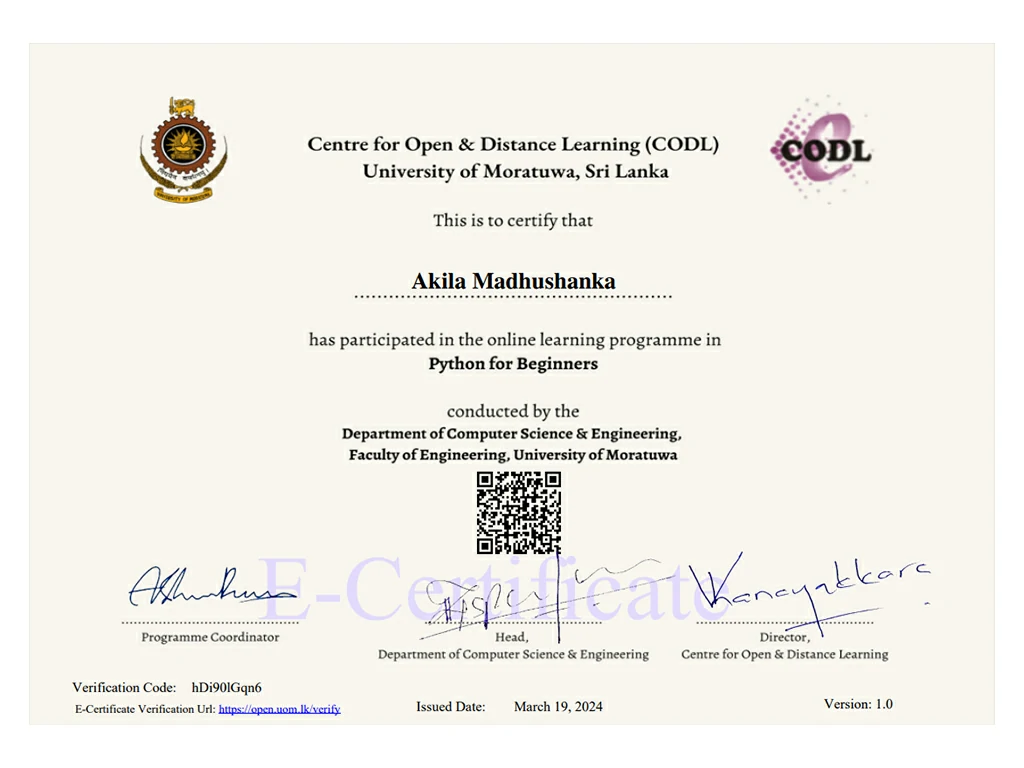 Centre for Open & Distance Learning (CODL)
University of Moratuwa, Sri Lanka
CODL
UNIVERSITY OF MORATUWA
This is to certify that
Akila Madhushanka
has participated in the online learning programme in
Python for Beginners
conducted by the
Department of Computer Science & Engineering,
Faculty of Engineering, University of Moratuwa
E-Certificate
Programme Coordinator
Head,
Department of Computer Science & Engineering
Director,
Centre for Open & Distance Learning
Verification Code: hDi90lGqn6
E-Certificate Verification Url: https://open.uom.lk/verify
Issued Date: March 19, 2024
Version: 1.0